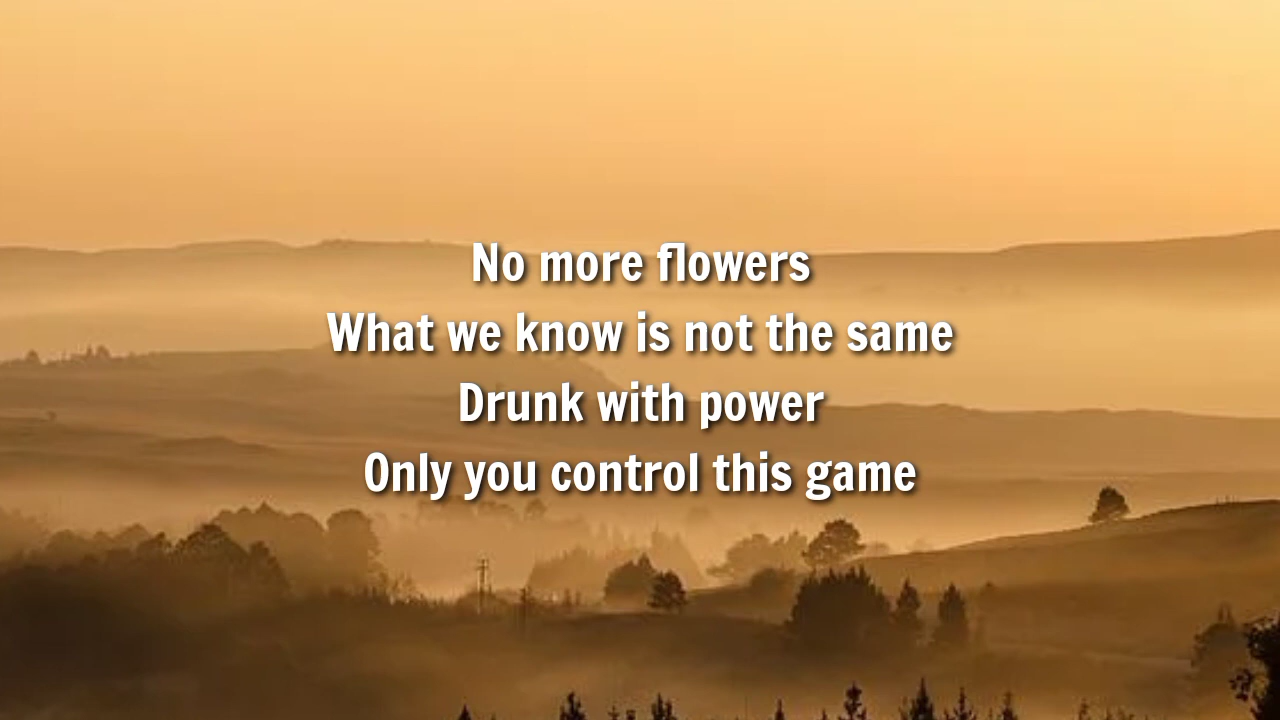 No more flowers
What we know is not the same
Drunk with power
Only you control this game